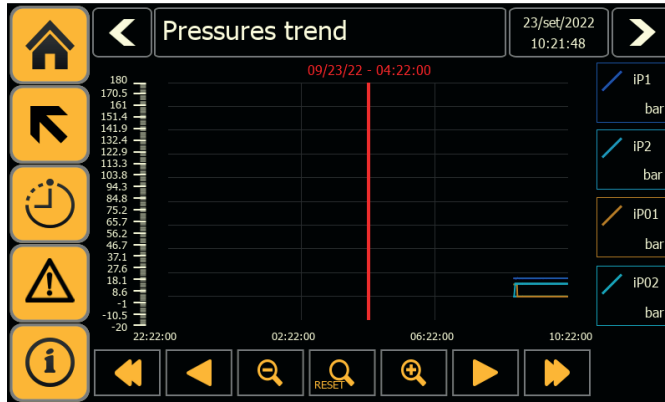 Pressures trend
23/set/2022
10:21:48
09/23/22 - 04:22:00
180
170.5
161
151.4
141.9
132.4
122.9
113.3
103.8
94.3
84.8
75.2
65.7
56.2
46.7
37.1
27.6
18.1
8.6
-1
-10.5
-20
22:22:00
02:22:00
06:22:00
10:22:00
iP1
bar
iP2
bar
iP01
bar
iP02
bar
RESET